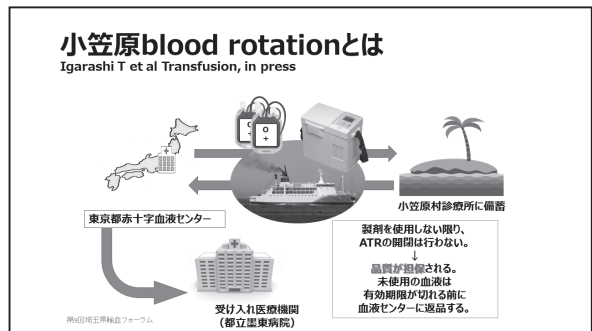 小笠原blood rotationとは
Igarashi T et al Transfusion, in press
O
+
O
+
東京都赤十字血液センター
小笠原村診療所に備蓄
製剤を使用しない限り、
ATRの開閉は行わない。
↓
品質が担保される。
未使用の血液は
有効期限が切れる前に
血液センターに返品する。
受け入れ医療機関
（都立墨東病院）
第9回埼玉県輸血フォーラム